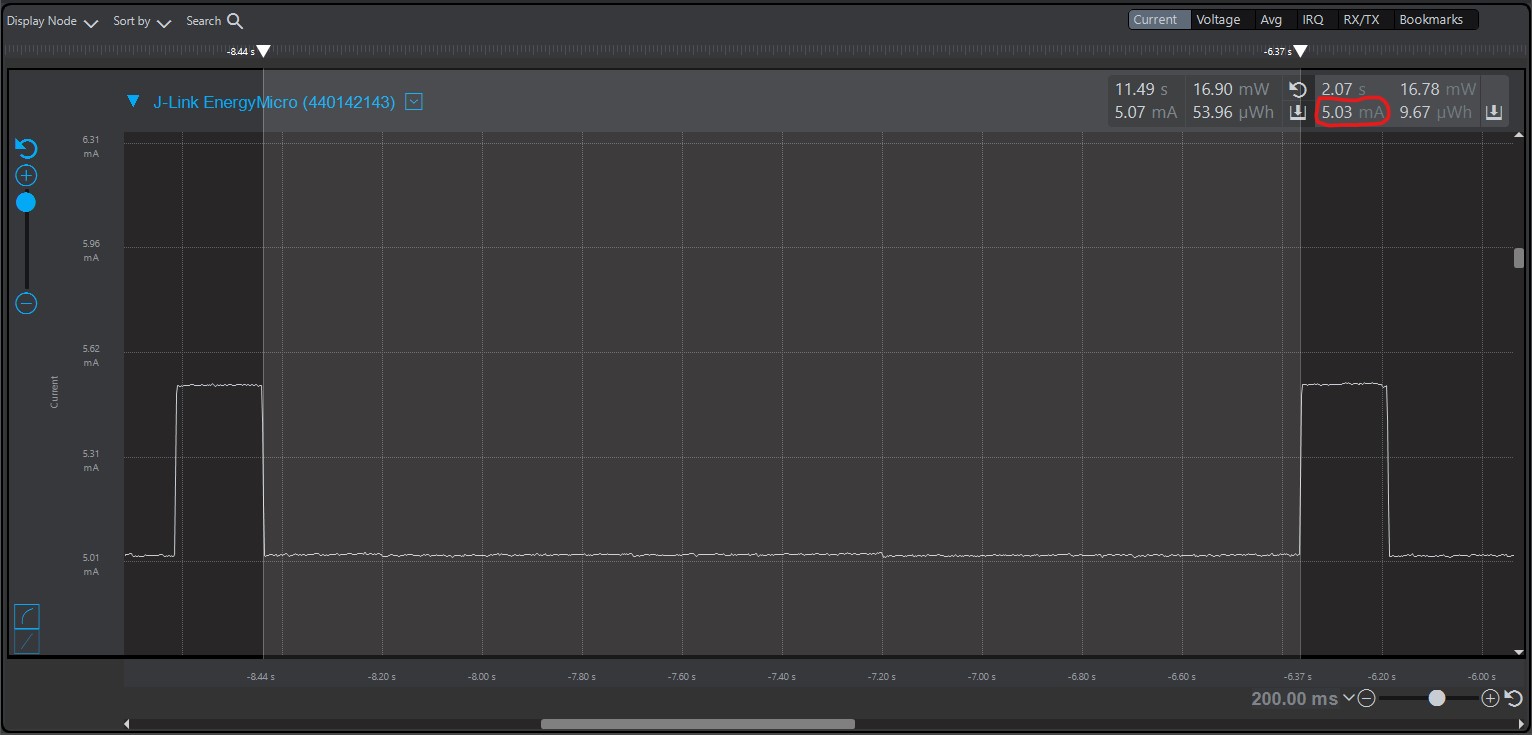 Display Node Sort by Search Current Voltage Avg IRQ RX/TX Bookmarks
-8.44 s -6.37 s
J-Link EnergyMicro (440142143)
11.49 s 16.90 mW 2.07 s 16.78 mW
5.07 mA 53.96 µWh 5.03 mA 9.67 µWh
6.31
mA
5.96
mA
5.62
mA
5.31
mA
5.01
mA
Current
-8.44 s -8.20 s -8.00 s -7.80 s -7.60 s -7.40 s -7.20 s -7.00 s -6.80 s -6.60 s -6.37 s -6.20 s -6.00 s
200.00 ms